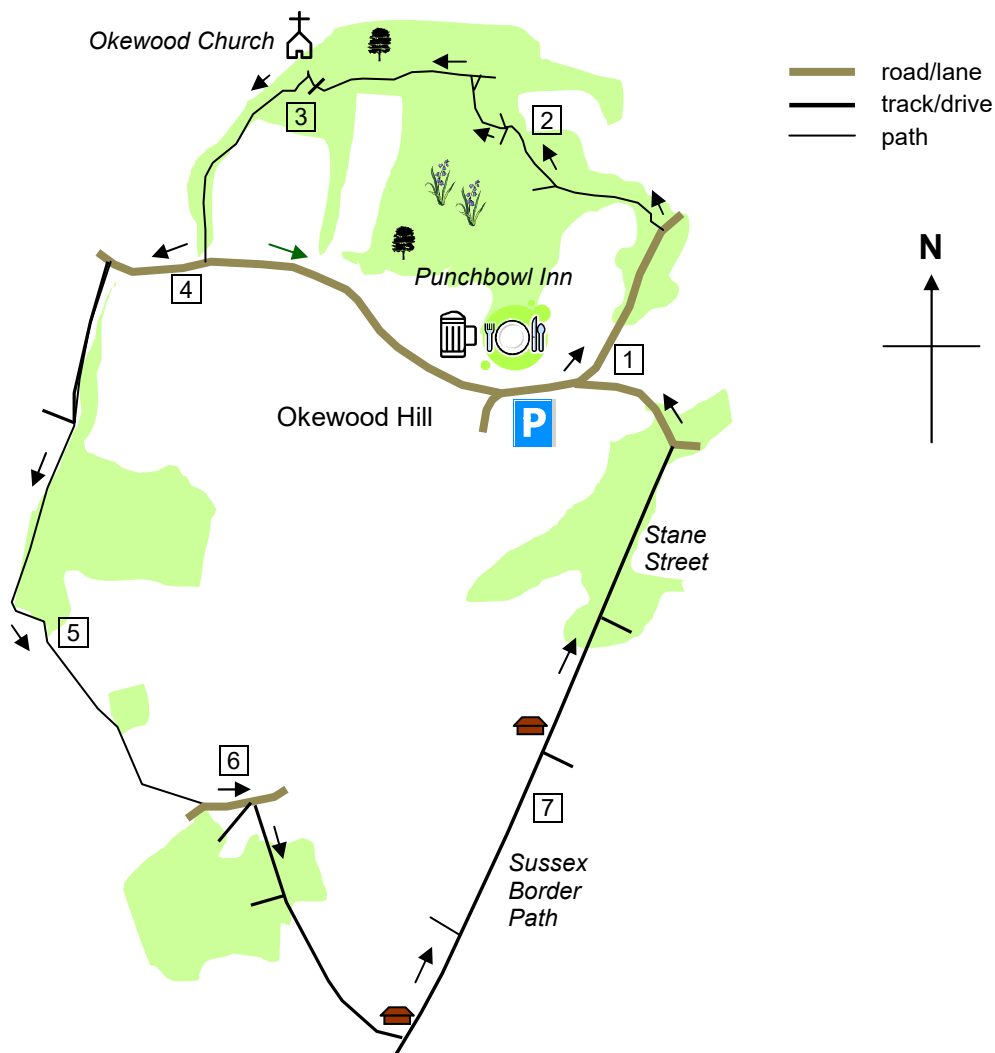 Okewood Church
road/lane
track/drive
path
3
2
N
Punchbowl Inn
4
1
P
Okewood Hill
Stane
Street
5
6
7
Sussex
Border
Path